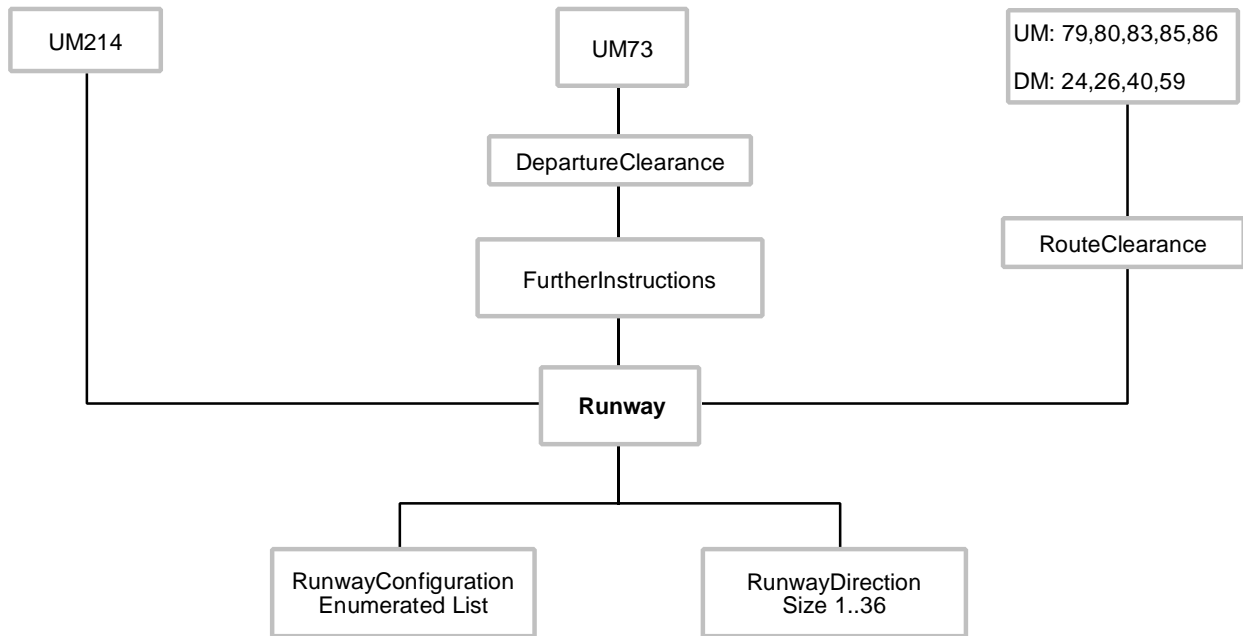 UM214
UM73
UM: 79,80,83,85,86
DM: 24,26,40,59
DepartureClearance
FurtherInstructions
RouteClearance
Runway
RunwayConfiguration
Enumerated List
RunwayDirection
Size 1..36